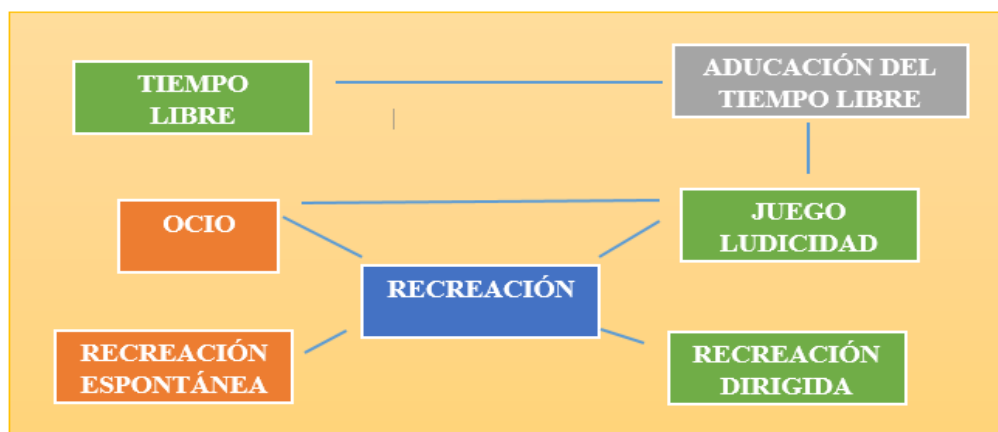 TIEMPO
LIBRE
ADUCACIÓN DEL
TIEMPO LIBRE
OCIO
JUEGO
LUDICIDAD
RECREACIÓN
RECREACIÓN
ESPONTÁNEA
RECREACIÓN
DIRIGIDA